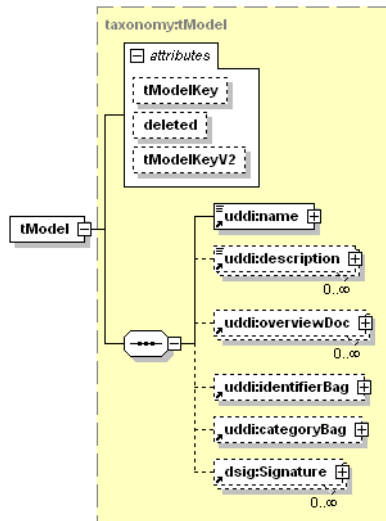 taxonomy:tModel
attributes
tModelKey
deleted
tModelKeyV2
tModel
uddi:name
uddi:description
0..∞
uddi:overviewDoc
0..∞
uddi:identifierBag
uddi:categoryBag
dsig:Signature
0..∞